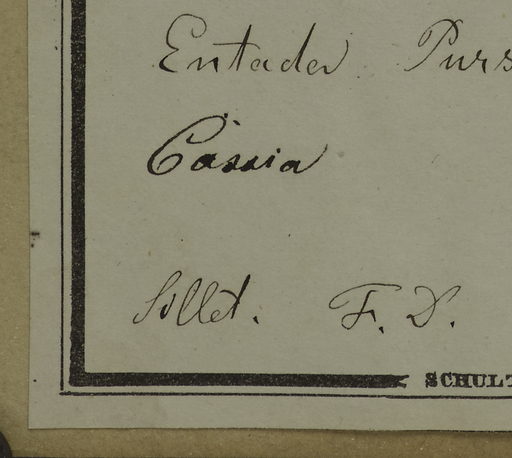 Entada Purs
Cassia
Sollet. F. D.
SCHULT